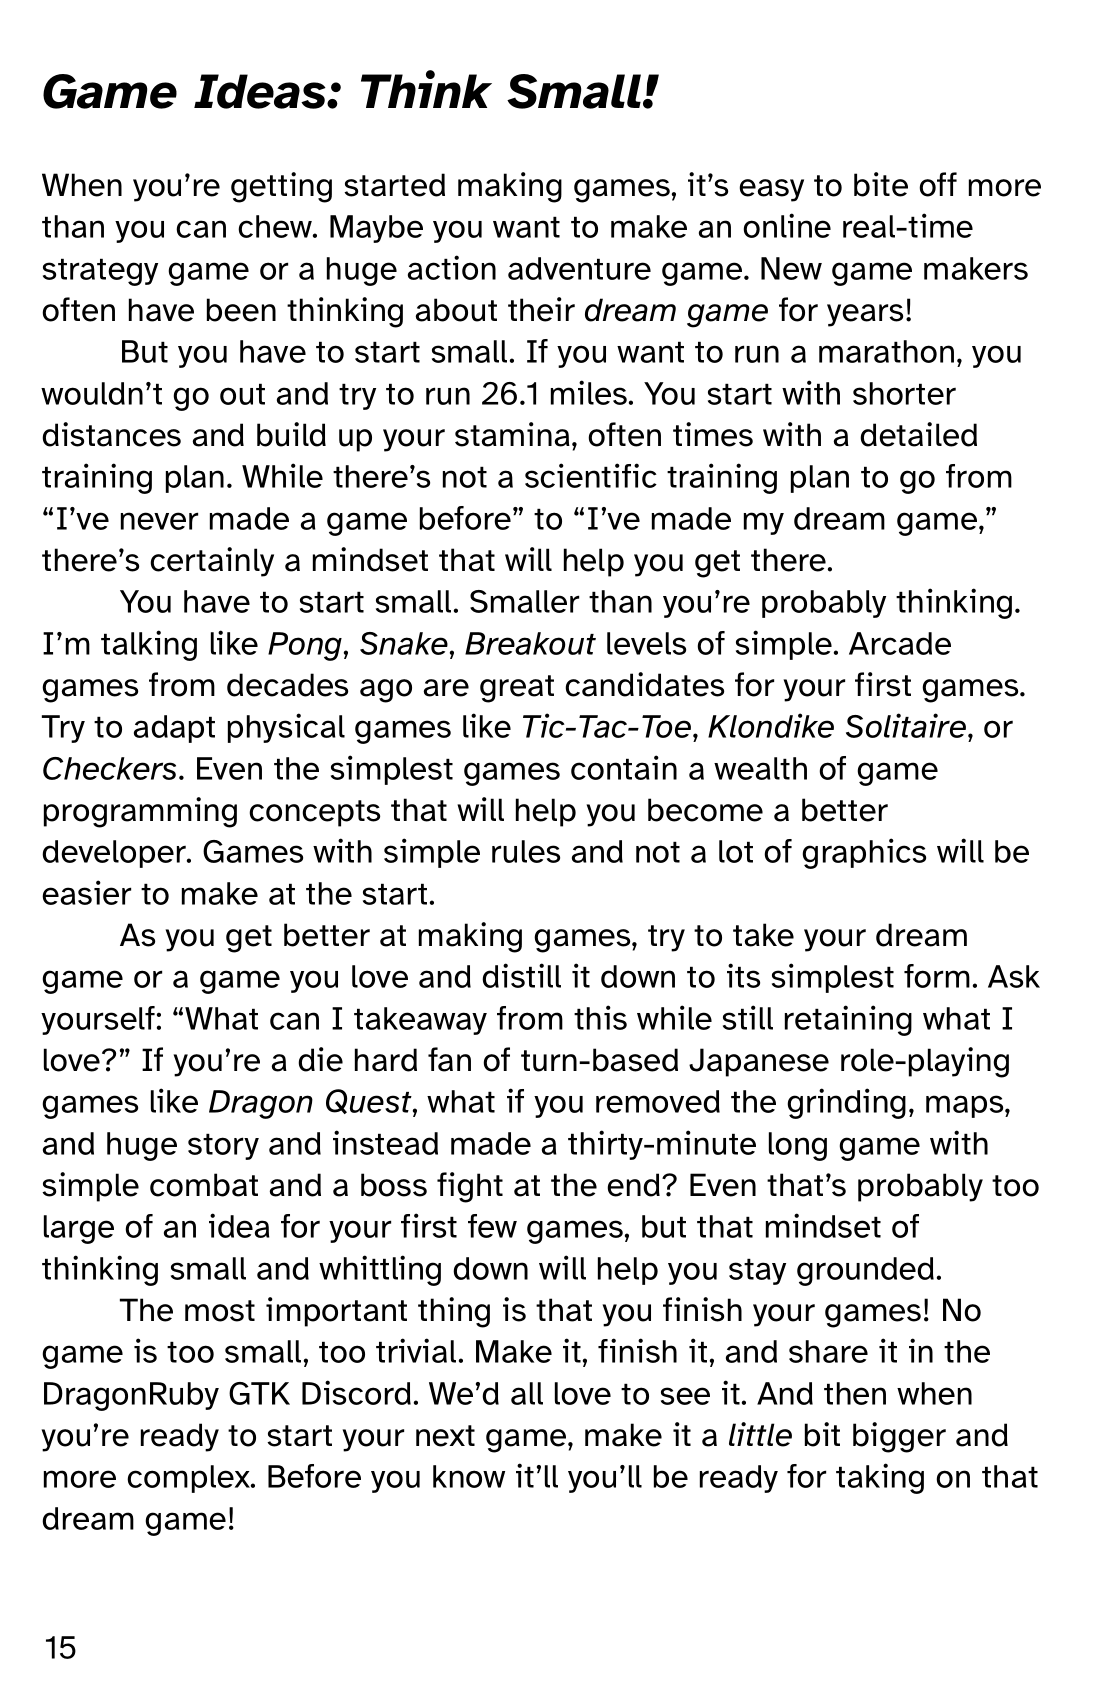 Game Ideas: Think Small!
When you’re getting started making games, it’s easy to bite off more
than you can chew. Maybe you want to make an online real-time
strategy game or a huge action adventure game. New game makers
often have been thinking about their dream game for years!
But you have to start small. If you want to run a marathon, you
wouldn’t go out and try to run 26.1 miles. You start with shorter
distances and build up your stamina, often times with a detailed
training plan. While there’s not a scientific training plan to go from
“I’ve never made a game before” to “I’ve made my dream game,”
there’s certainly a mindset that will help you get there.
You have to start small. Smaller than you’re probably thinking.
I’m talking like Pong, Snake, Breakout levels of simple. Arcade
games from decades ago are great candidates for your first games.
Try to adapt physical games like Tic-Tac-Toe, Klondike Solitaire, or
Checkers. Even the simplest games contain a wealth of game
programming concepts that will help you become a better
developer. Games with simple rules and not a lot of graphics will be
easier to make at the start.
As you get better at making games, try to take your dream
game or a game you love and distill it down to its simplest form. Ask
yourself: “What can I takeaway from this while still retaining what I
love?” If you’re a die hard fan of turn-based Japanese role-playing
games like Dragon Quest, what if you removed the grinding, maps,
and huge story and instead made a thirty-minute long game with
simple combat and a boss fight at the end? Even that’s probably too
large of an idea for your first few games, but that mindset of
thinking small and whittling down will help you stay grounded.
The most important thing is that you finish your games! No
game is too small, too trivial. Make it, finish it, and share it in the
DragonRuby GTK Discord. We’d all love to see it. And then when
you’re ready to start your next game, make it a little bit bigger and
more complex. Before you know it’ll you’ll be ready for taking on that
dream game!
15